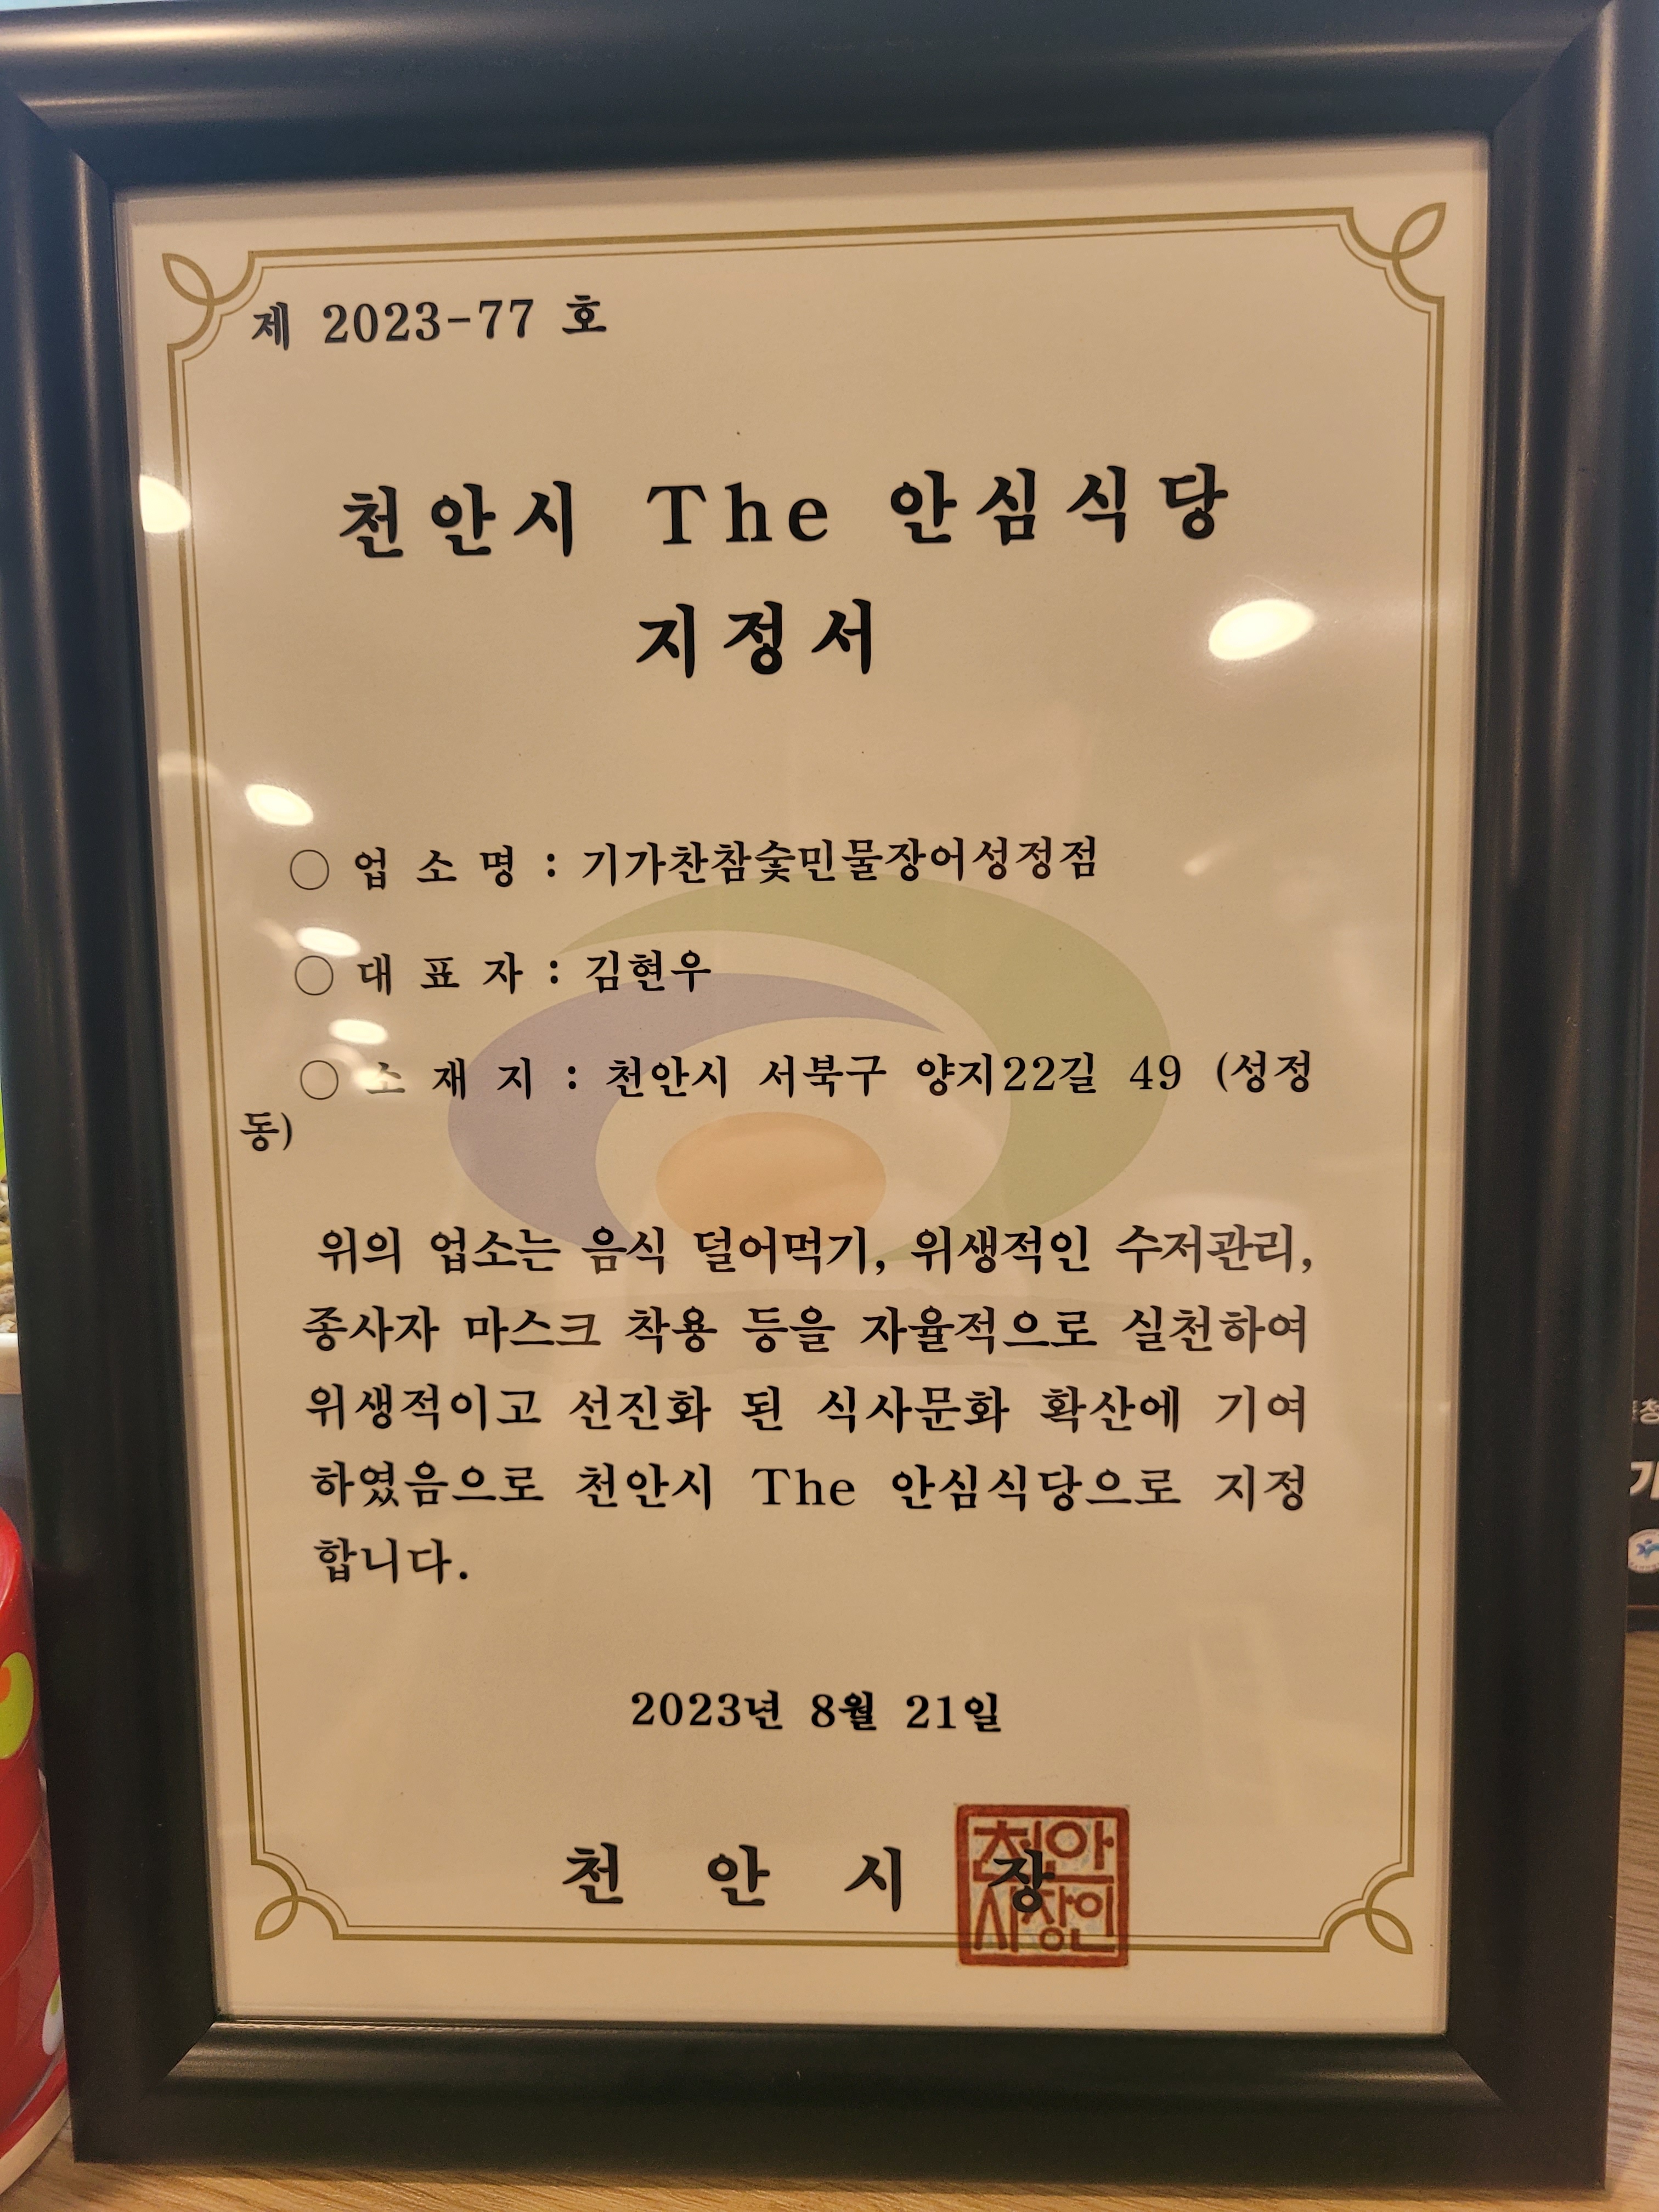 제 2023-77 호
천안시 The 안심식당
지정서
○ 업 소 명 : 기가찬참숯민물장어성정점
○ 대 표 자 : 김현우
○ 소 재 지 : 천안시 서북구 양지22길 49 (성정
동)
위의 업소는 음식 덜어먹기, 위생적인 수저관리,
종사자 마스크 착용 등을 자율적으로 실천하여
위생적이고 선진화 된 식사문화 확산에 기여
하였음으로 천안시 The 안심식당으로 지정
합니다.
2023년 8월 21일
천 안 시 장
천안
시장인